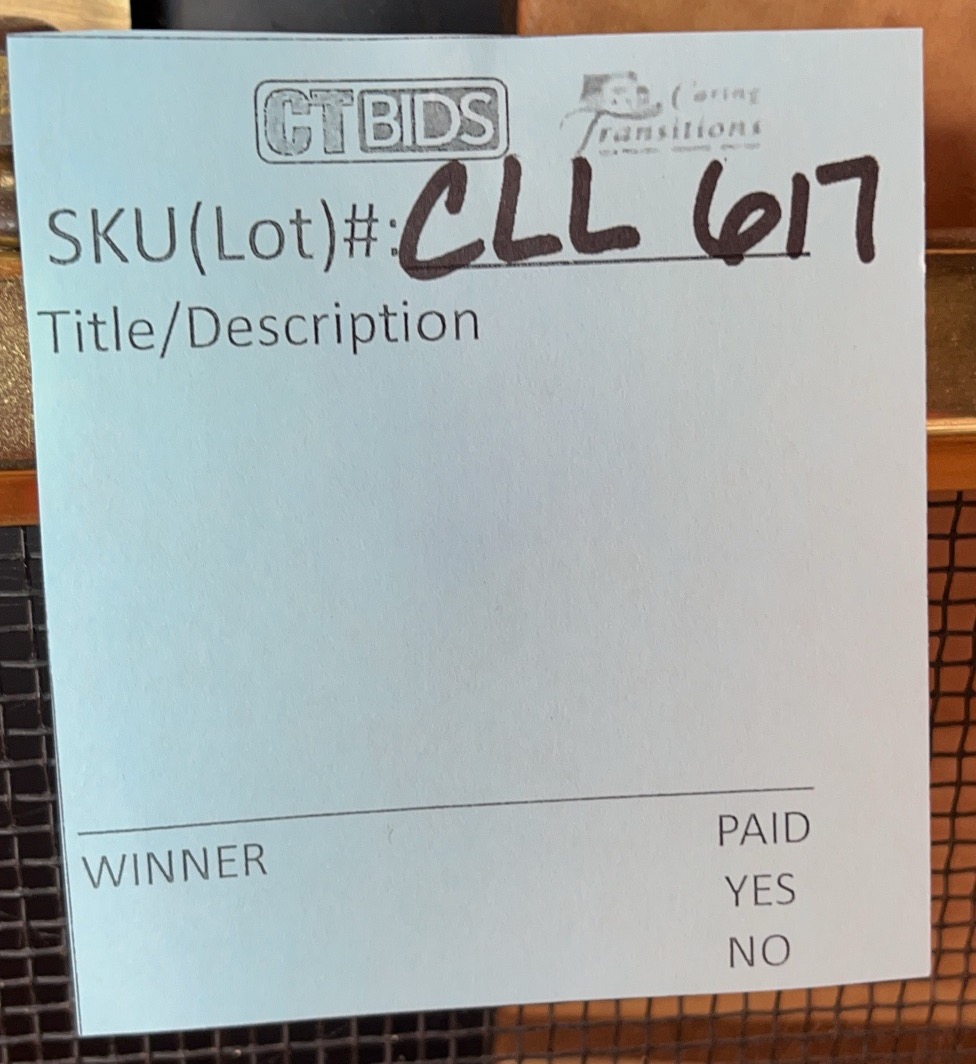 CTBIDS Caring
Transitions
SKU(Lot)#: CLL 617
Title/Description
WINNER PAID
YES
NO